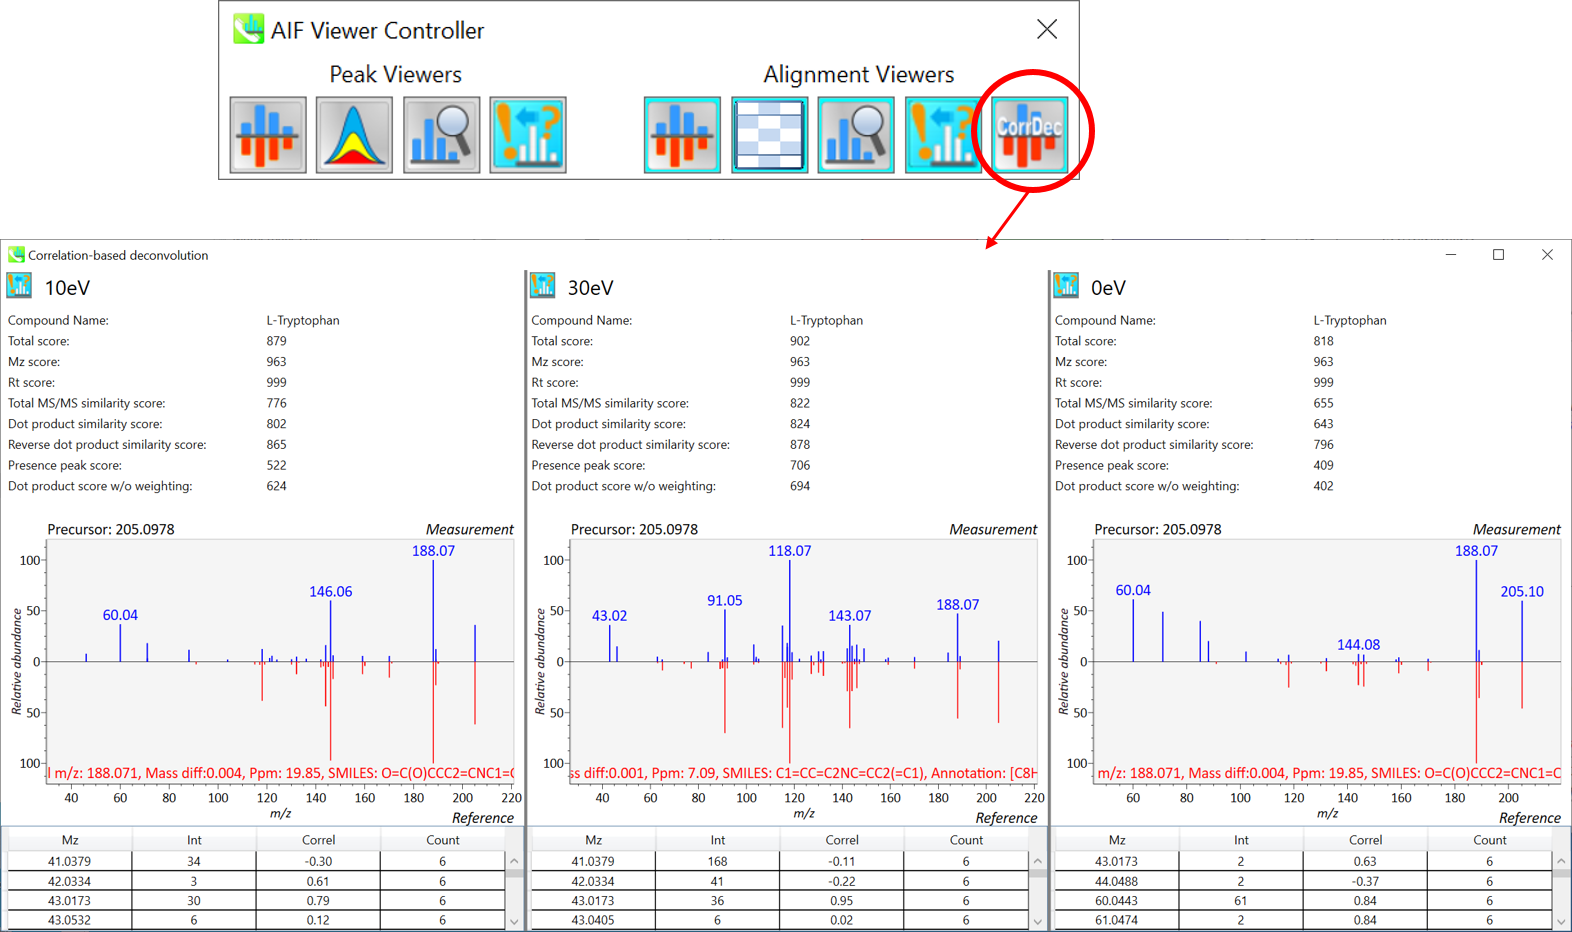 AIF Viewer Controller
Peak Viewers
Alignment Viewers
CorrDec
Correlation-based deconvolution
10eV
Compound Name: L-Tryptophan
Total score: 879
Mz score: 963
Rt score: 999
Total MS/MS similarity score: 776
Dot product similarity score: 802
Reverse dot product similarity score: 865
Presence peak score: 522
Dot product score w/o weighting: 624
Precursor: 205.0978 Measurement
188.07
146.06
60.04
100
50
0
50
100
Relative abundance
l m/z: 188.071, Mass diff:0.004, Ppm: 19.85, SMILES: O=C(O)CCC2=CNC1=C
40 60 80 100 120 140 160 180 200 220
m/z
Reference
Mz Int Correl Count
41.0379 34 -0.30 6
42.0334 3 0.61 6
43.0173 30 0.79 6
43.0532 6 0.12 6
30eV
Compound Name: L-Tryptophan
Total score: 902
Mz score: 963
Rt score: 999
Total MS/MS similarity score: 822
Dot product similarity score: 824
Reverse dot product similarity score: 878
Presence peak score: 706
Dot product score w/o weighting: 694
Precursor: 205.0978 Measurement
118.07
91.05
188.07
43.02
143.07
100
50
0
50
100
Relative abundance
ss diff:0.001, Ppm: 7.09, SMILES: C1=CC=C2NC=CC2(=C1), Annotation: [C8H
40 60 80 100 120 140 160 180 200 220
m/z
Reference
Mz Int Correl Count
41.0379 168 -0.11 6
42.0334 41 -0.22 6
43.0173 36 0.95 6
43.0405 6 0.02 6
0eV
Compound Name: L-Tryptophan
Total score: 818
Mz score: 963
Rt score: 999
Total MS/MS similarity score: 655
Dot product similarity score: 643
Reverse dot product similarity score: 796
Presence peak score: 409
Dot product score w/o weighting: 402
Precursor: 205.0978 Measurement
188.07
60.04
205.10
144.08
100
50
0
50
100
Relative abundance
m/z: 188.071, Mass diff:0.004, Ppm: 19.85, SMILES: O=C(O)CCC2=CNC1=C
60 80 100 120 140 160 180 200
m/z
Reference
Mz Int Correl Count
43.0173 2 0.63 6
44.0488 2 -0.37 6
60.0443 61 0.84 6
61.0474 2 0.84 6